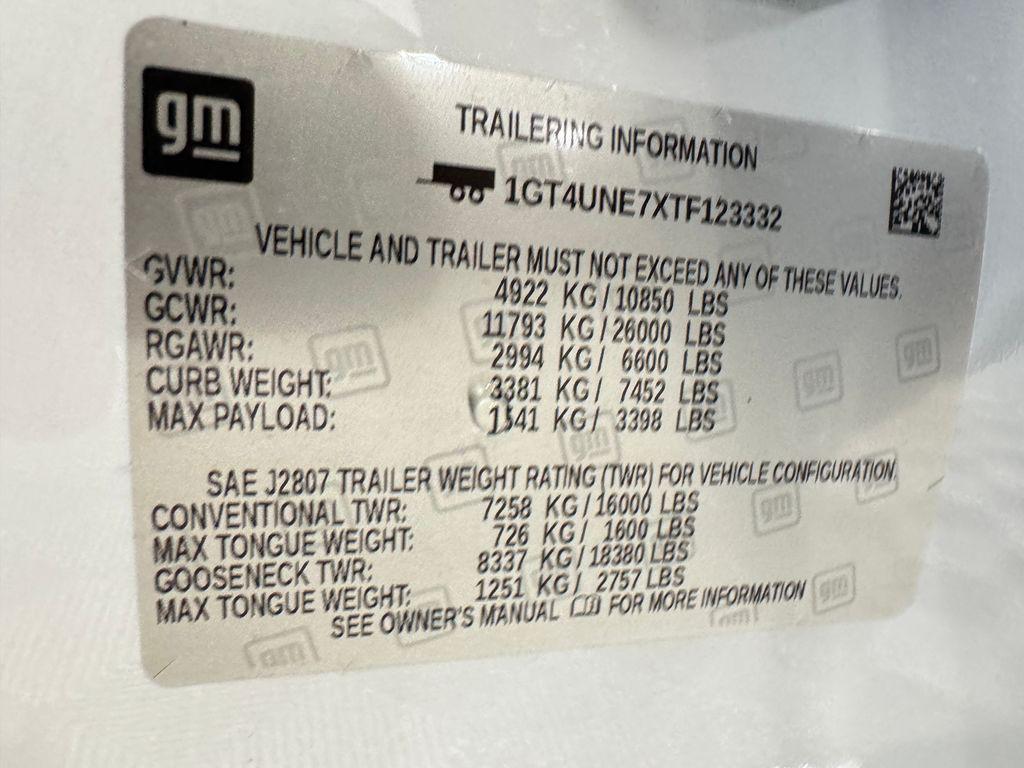 gm
TRAILERING INFORMATION
1GT4UNE7XTF123332
VEHICLE AND TRAILER MUST NOT EXCEED ANY OF THESE VALUES.
GVWR: 4922 KG/10850 LBS
GCWR: 11793 KG/26000 LBS
RGAWR: 2994 KG/ 6600 LBS
CURB WEIGHT: 3381 KG/ 7452 LBS
MAX PAYLOAD: 1541 KG/ 3398 LBS
SAE J2807 TRAILER WEIGHT RATING (TWR) FOR VEHICLE CONFIGURATION.
CONVENTIONAL TWR: 7258 KG/16000 LBS
MAX TONGUE WEIGHT: 726 KG/ 1600 LBS
GOOSENECK TWR: 8337 KG/18380 LBS
MAX TONGUE WEIGHT: 1251 KG/ 2757 LBS
SEE OWNER'S MANUAL FOR MORE INFORMATION